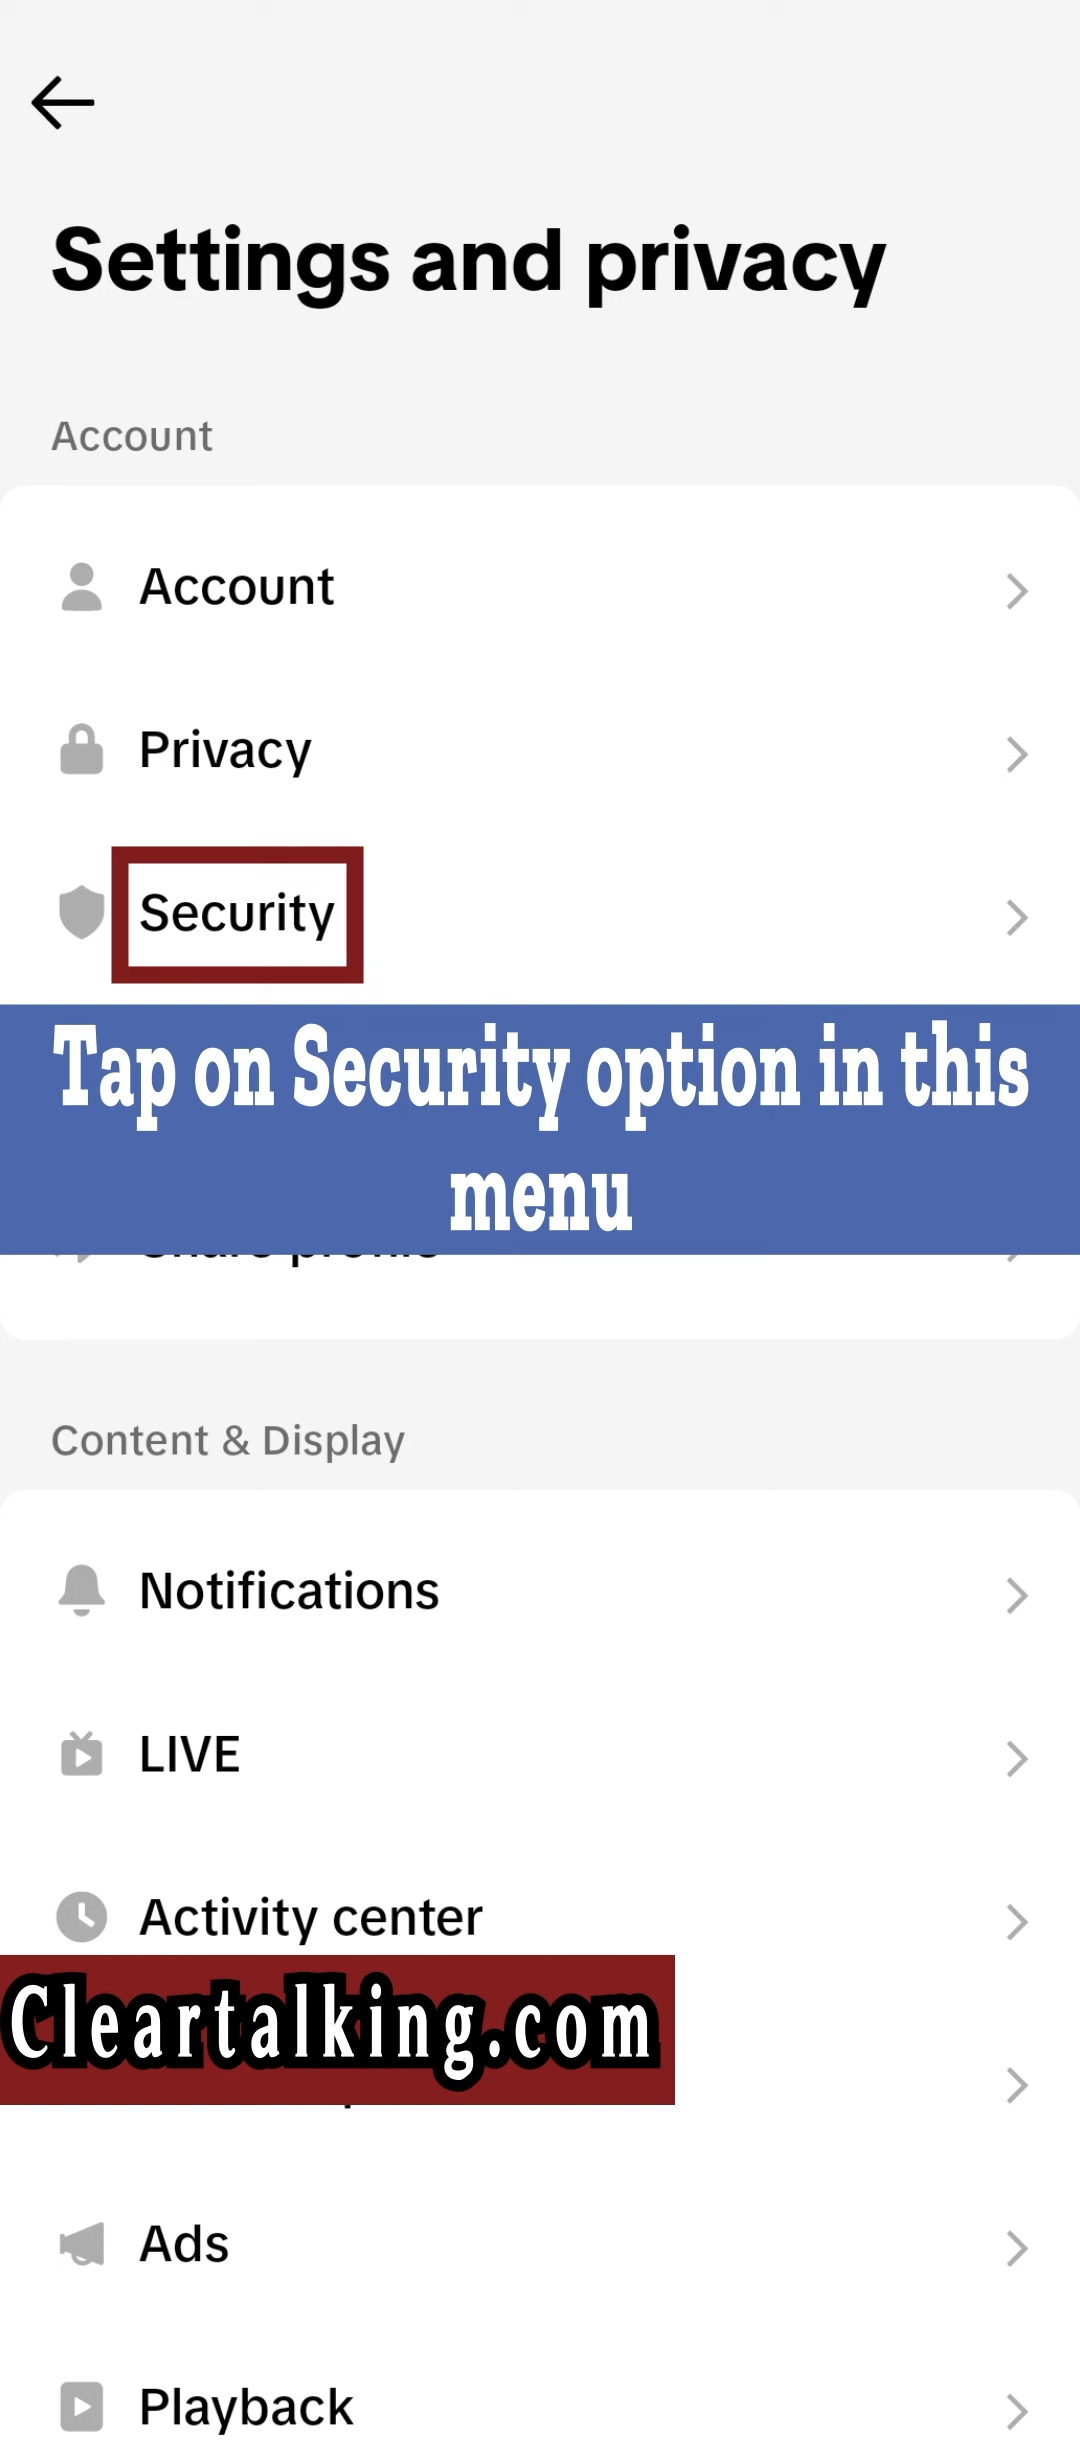 Settings and privacy
Account
Account
Privacy
Security
Tap on Security option in this
menu
Share profile
Content & Display
Notifications
LIVE
Activity center
Cleartalking.com
Ads
Playback